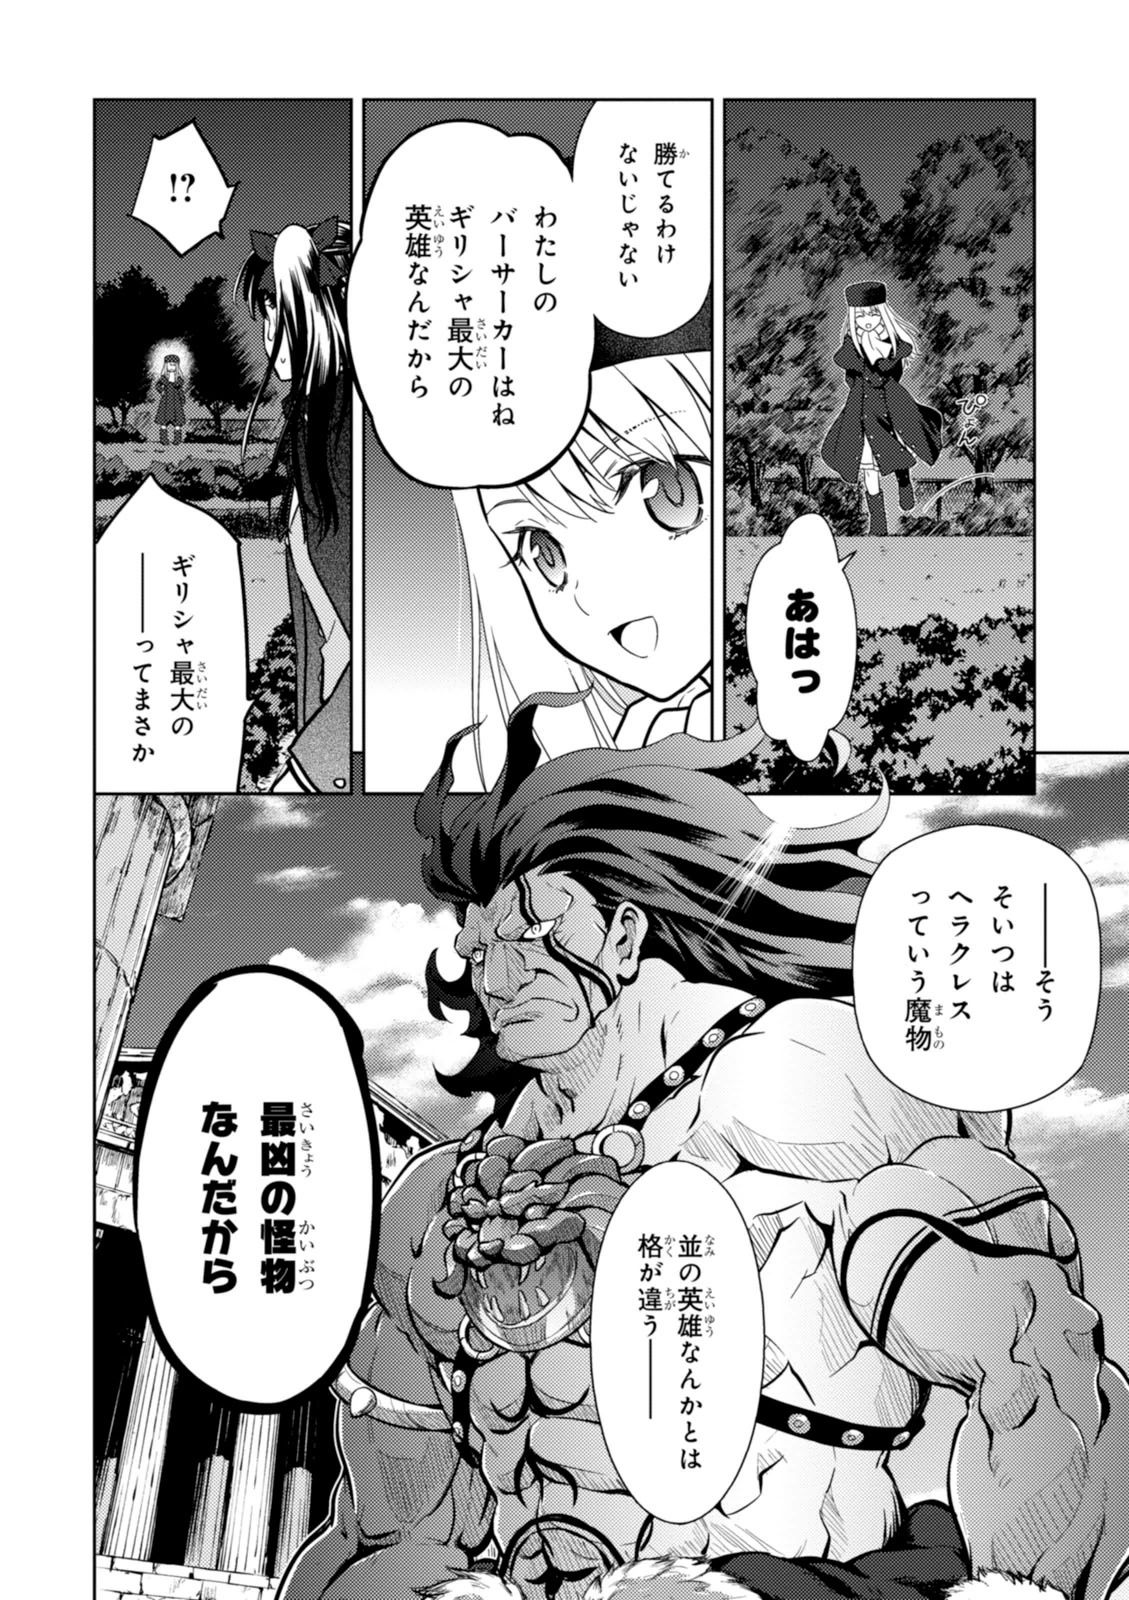 ぴょん
あはっ
勝てるわけ
ないじゃない
わたしの
バーサーカーはね
ギリシャ最大の
英雄なんだから
!?
ギリシャ最大の
――ってまさか
――そう
そいつは
ヘラクレス
っていう魔物
並の英雄なんかとは
格が違う――
最凶の怪物
なんだから